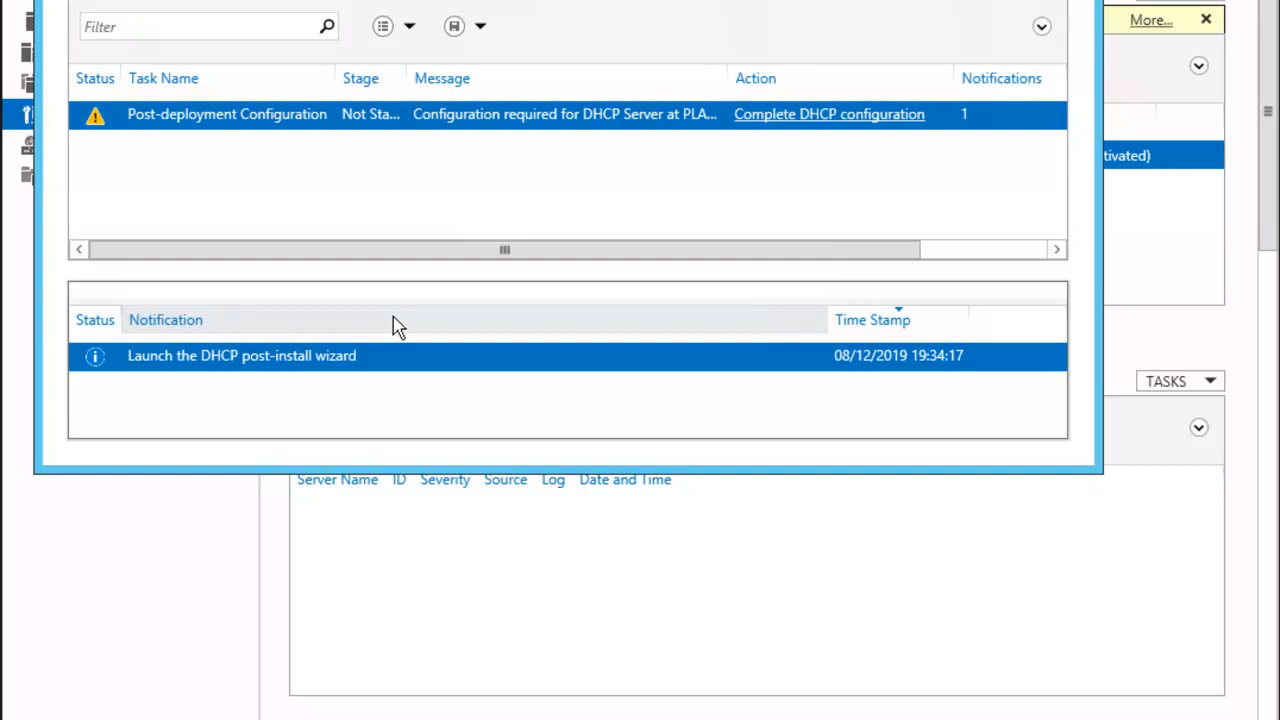 More...
Filter
Status Task Name Stage Message Action Notifications
Post-deployment Configuration Not Sta... Configuration required for DHCP Server at PLA... Complete DHCP configuration 1
tivated)
Status Notification Time Stamp
Launch the DHCP post-install wizard 08/12/2019 19:34:17
TASKS
Server Name ID Severity Source Log Date and Time